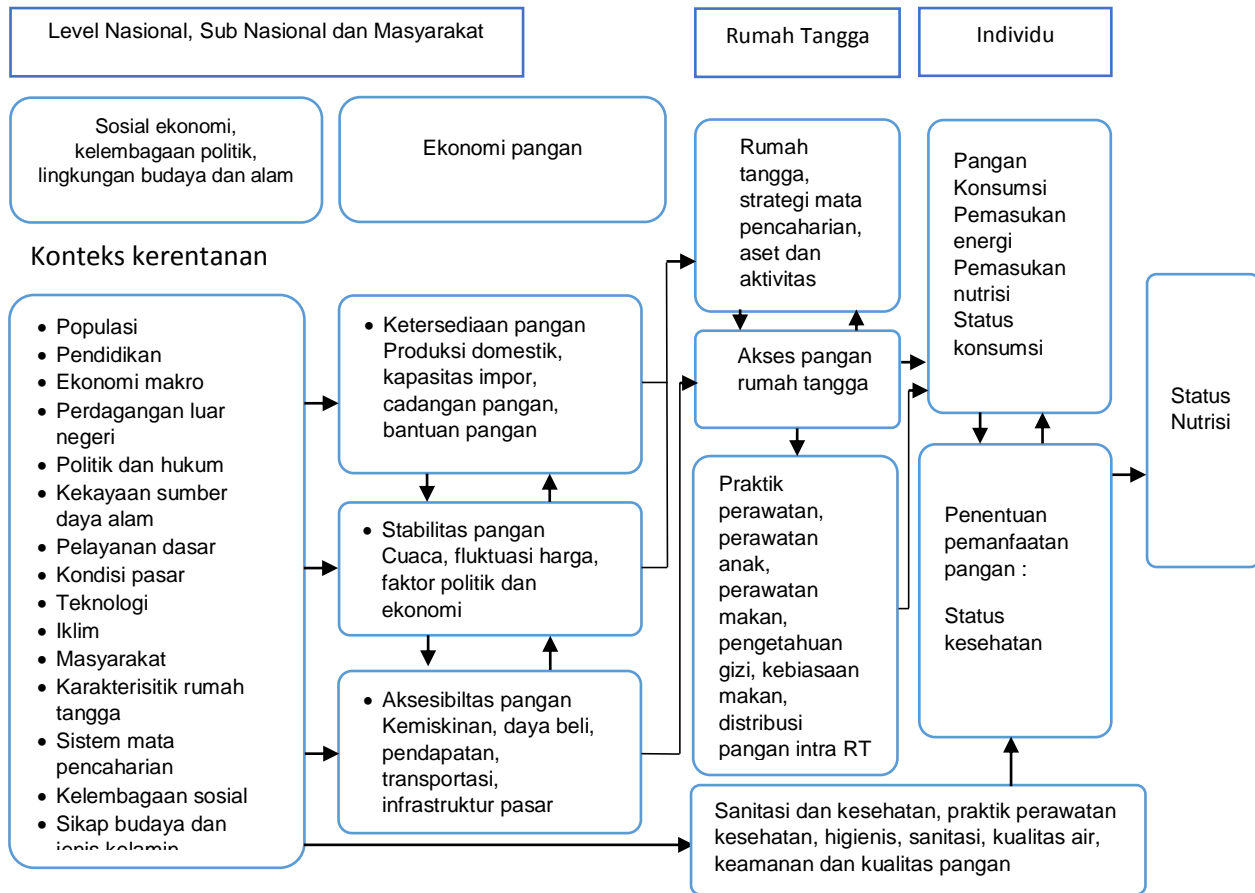 Level Nasional, Sub Nasional dan Masyarakat
Rumah Tangga
Individu
Sosial ekonomi,
kelembagaan politik,
lingkungan budaya dan alam
Ekonomi pangan
Rumah
tangga,
strategi mata
pencaharian,
aset dan
aktivitas
Pangan
Konsumsi
Pemasukan
energi
Pemasukan
nutrisi
Status
konsumsi
Konteks kerentanan
• Populasi
• Pendidikan
• Ekonomi makro
• Perdagangan luar
negeri
• Politik dan hukum
• Kekayaan sumber
daya alam
• Pelayanan dasar
• Kondisi pasar
• Teknologi
• Iklim
• Masyarakat
• Karakterisitik rumah
tangga
• Sistem mata
pencaharian
• Kelembagaan sosial
• Sikap budaya dan
jenis kelamin
• Ketersediaan pangan
Produksi domestik,
kapasitas impor,
cadangan pangan,
bantuan pangan
• Stabilitas pangan
Cuaca, fluktuasi harga,
faktor politik dan
ekonomi
• Aksesibiltas pangan
Kemiskinan, daya beli,
pendapatan,
transportasi,
infrastruktur pasar
Akses pangan
rumah tangga
Praktik
perawatan,
perawatan
anak,
perawatan
makan,
pengetahuan
gizi, kebiasaan
makan,
distribusi
pangan intra RT
Penentuan
pemanfaatan
pangan :
Status
kesehatan
Status
Nutrisi
Sanitasi dan kesehatan, praktik perawatan
kesehatan, higienis, sanitasi, kualitas air,
keamanan dan kualitas pangan